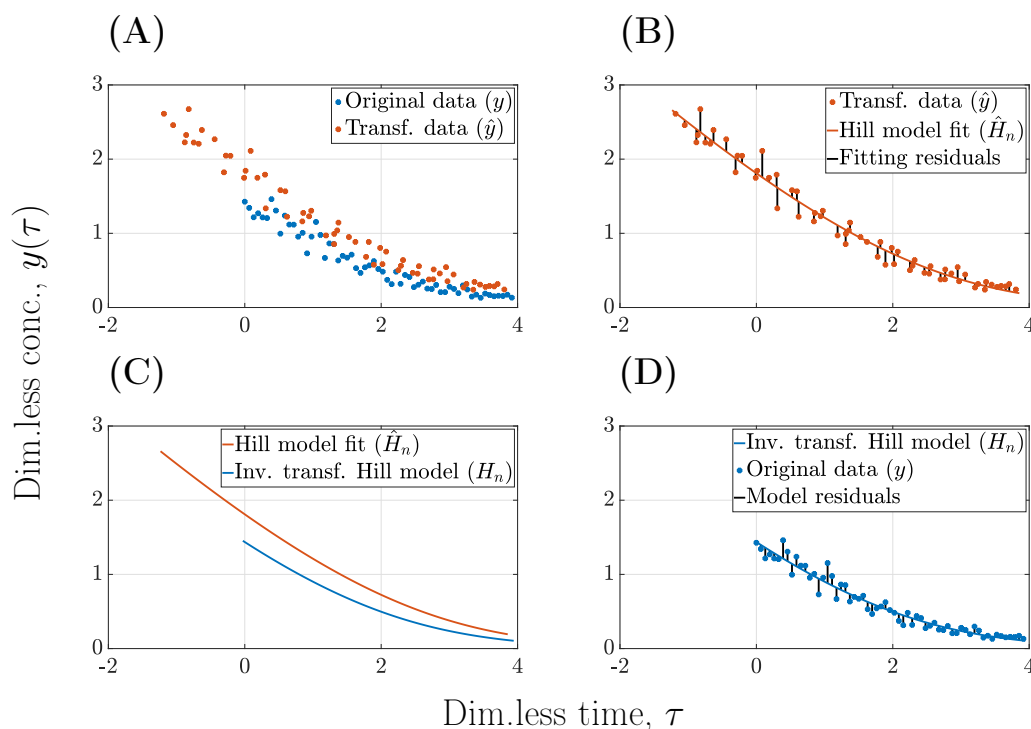 (A)
3
2
1
0
-2
0
2
4
Original data (y)
Transf. data (ŷ)
(B)
3
2
1
0
-2
0
2
4
Transf. data (ŷ)
Hill model fit (Ĥₙ)
Fitting residuals
Dim.less conc., y(τ)
(C)
3
2
1
0
-2
0
2
4
Hill model fit (Ĥₙ)
Inv. transf. Hill model (Hₙ)
(D)
3
2
1
0
-2
0
2
4
Inv. transf. Hill model (Hₙ)
Original data (y)
Model residuals
Dim.less time, τ